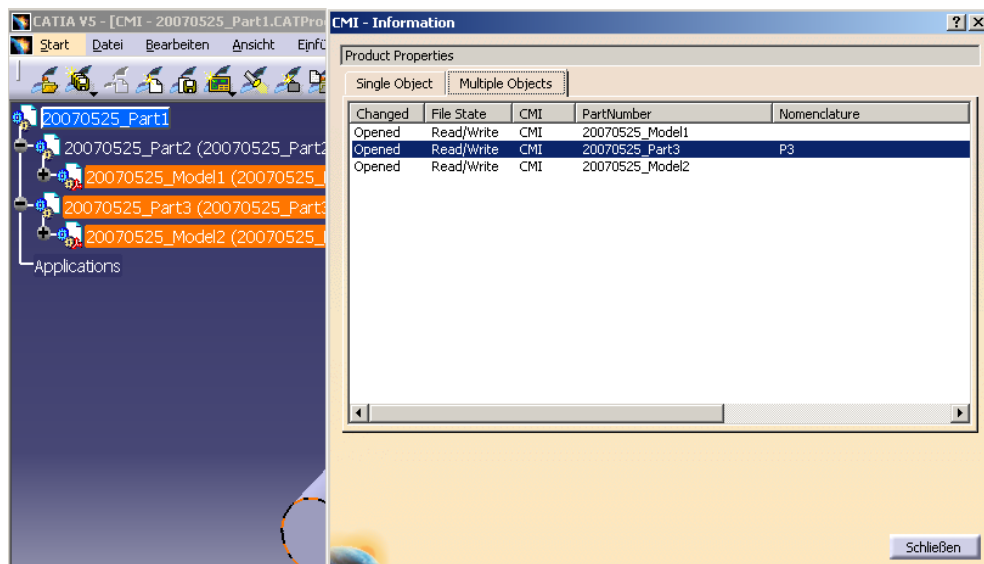 CATIA V5 - [CMI - 20070525_Part1.CATPro
Start Datei Bearbeiten Ansicht Einfü
20070525_Part1
20070525_Part2 (20070525_Part2
20070525_Model1 (20070525_
20070525_Part3 (20070525_Part3
20070525_Model2 (20070525_
Applications
CMI - Information
Product Properties
Single Object Multiple Objects
Changed File State CMI PartNumber Nomenclature
Opened Read/Write CMI 20070525_Model1
Opened Read/Write CMI 20070525_Part3 P3
Opened Read/Write CMI 20070525_Model2
Schließen